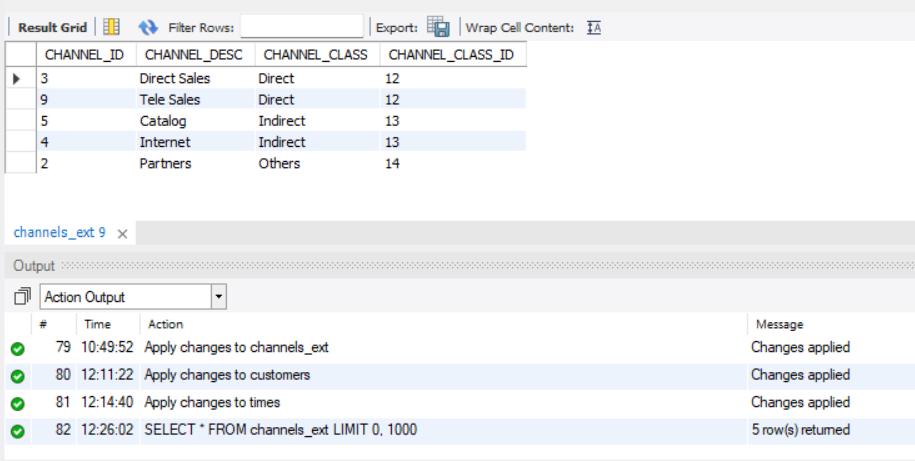 Result Grid Filter Rows: Export: Wrap Cell Content: IA
CHANNEL_ID CHANNEL_DESC CHANNEL_CLASS CHANNEL_CLASS_ID
3 Direct Sales Direct 12
9 Tele Sales Direct 12
5 Catalog Indirect 13
4 Internet Indirect 13
2 Partners Others 14
channels_ext 9
Output
Action Output
# Time Action Message
79 10:49:52 Apply changes to channels_ext Changes applied
80 12:11:22 Apply changes to customers Changes applied
81 12:14:40 Apply changes to times Changes applied
82 12:26:02 SELECT * FROM channels_ext LIMIT 0, 1000 5 row(s) returned